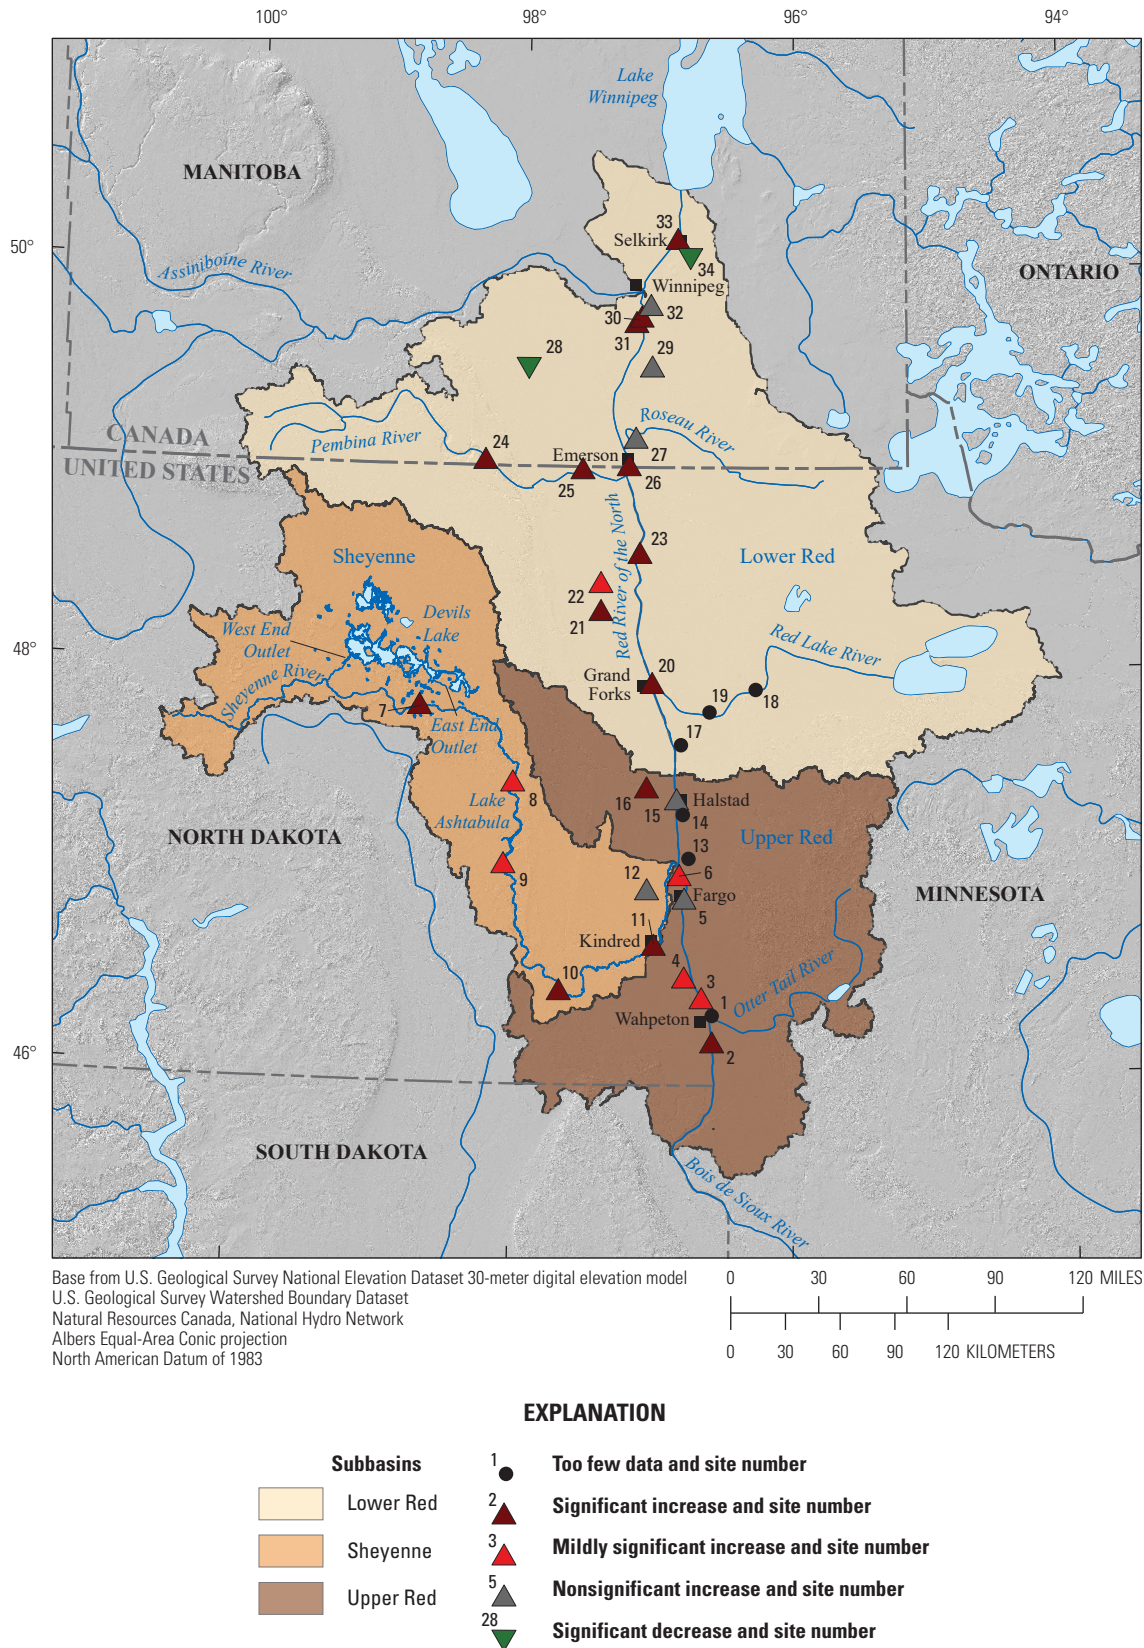 100°
98°
96°
94°
Lake
Winnipeg
MANITOBA
33
50°
Selkirk
34
ONTARIO
Assiniboine River
Winnipeg
30
32
31
28
29
Roseau River
CANADA
Pembina River
24
Emerson
27
UNITED STATES
25
26
Red River of the North
23
Sheyenne
Lower Red
22
Devils
Lake
21
West End
Outlet
Red Lake River
48°
Sheyenne River
Grand
Forks
20
19
18
7
East End
Outlet
17
8
16
15
Halstad
Lake
Ashtabula
14
NORTH DAKOTA
Upper Red
13
9
12
6
MINNESOTA
Fargo
5
11
Kindred
10
4
3
Otter Tail River
1
Wahpeton
46°
2
SOUTH DAKOTA
Bois de Sioux River
Base from U.S. Geological Survey National Elevation Dataset 30-meter digital elevation model
U.S. Geological Survey Watershed Boundary Dataset
Natural Resources Canada, National Hydro Network
Albers Equal-Area Conic projection
North American Datum of 1983
0 30 60 90 120 MILES
0 30 60 90 120 KILOMETERS
EXPLANATION
Subbasins
Lower Red
Sheyenne
Upper Red
1 Too few data and site number
2 Significant increase and site number
3 Mildly significant increase and site number
5 Nonsignificant increase and site number
28 Significant decrease and site number